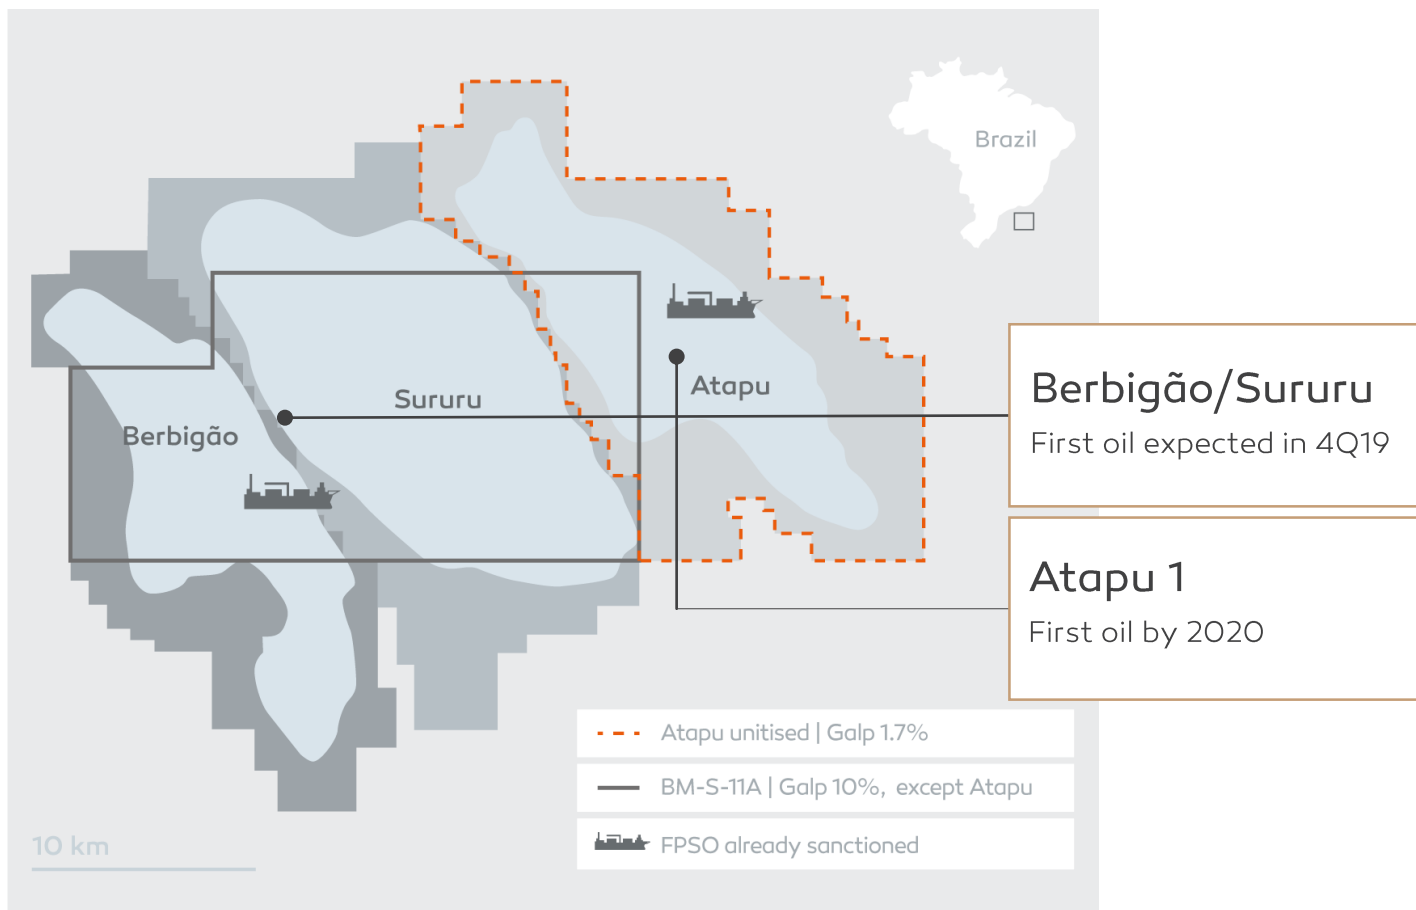 Brazil
Sururu
Atapu
Berbigão
Berbigão/Sururu
First oil expected in 4Q19
Atapu 1
First oil by 2020
Atapu unitised | Galp 1.7%
BM-S-11A | Galp 10%, except Atapu
FPSO already sanctioned
10 km